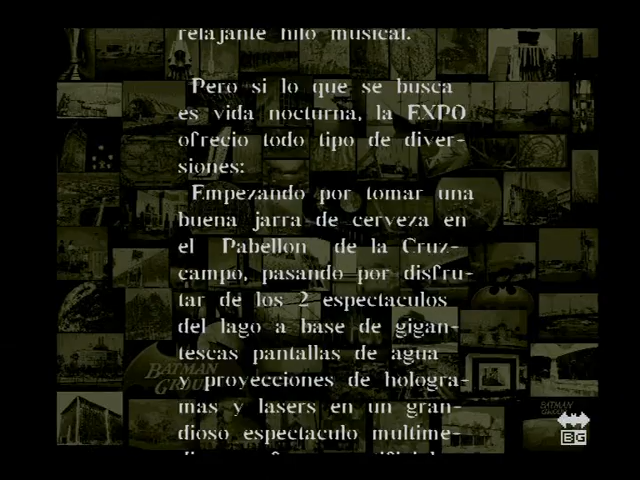 relajante hilo musical.
Pero si lo que se busca
es vida nocturna, la EXPO
ofrecio todo tipo de diver-
siones:
Empezando por tomar una
buena jarra de cerveza en
el Pabellon de la Cruz-
campo, pasando por disfru-
tar de los 2 espectaculos
del lago a base de gigan-
tescas pantallas de agua
y proyecciones de hologra-
mas y lasers en un gran-
dioso espectaculo multime-
BATMAN
GROUP
BATMAN
BG